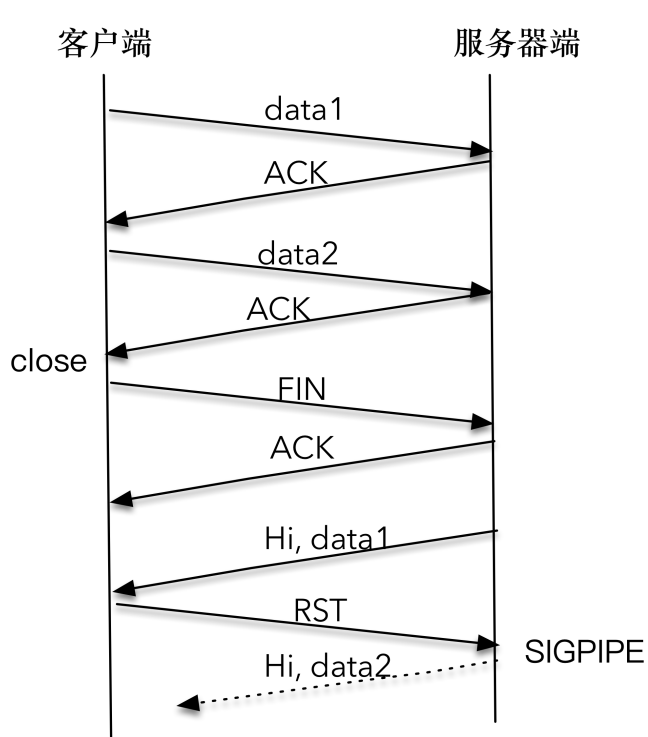 客户端 服务器端
data1
ACK
data2
ACK
close
FIN
ACK
Hi, data1
RST
SIGPIPE
Hi, data2